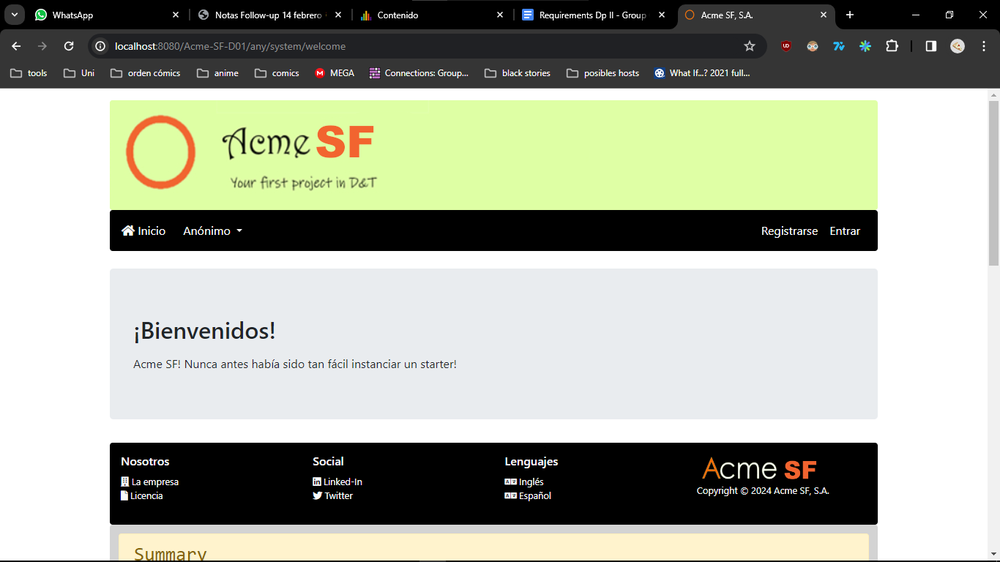 WhatsApp
Notas Follow-up 14 febrero
Contenido
Requirements Dp II - Group
Acme SF, S.A.
localhost:8080/Acme-SF-D01/any/system/welcome
tools
Uni
orden cómics
anime
comics
MEGA
Connections: Group...
black stories
posibles hosts
What If...? 2021 full...
Acme SF
Your first project in D&T
Inicio
Anónimo
Registrarse
Entrar
¡Bienvenidos!
Acme SF! Nunca antes había sido tan fácil instanciar un starter!
Nosotros
La empresa
Licencia
Social
Linked-In
Twitter
Lenguajes
Inglés
Español
Acme SF
Copyright © 2024 Acme SF, S.A.
Summary